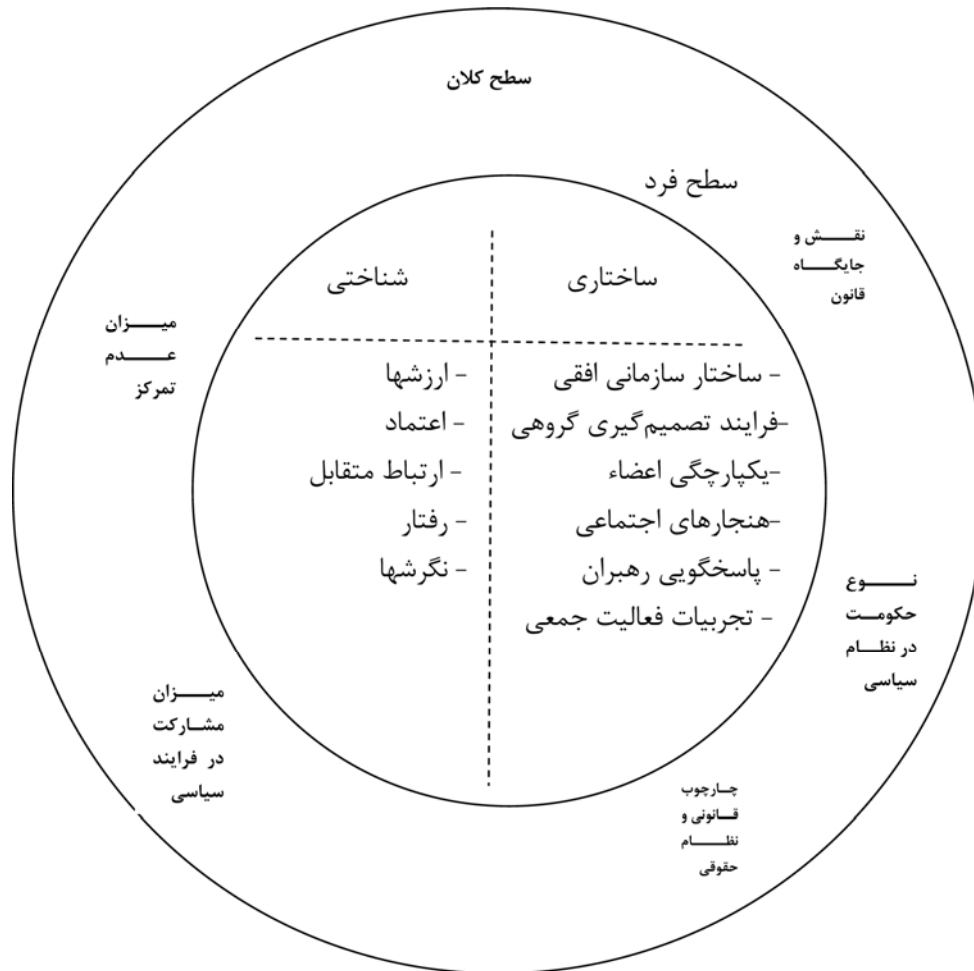 سطح کلان
سطح فرد
نقش و
جایگاه
قانون
ساختاری
شناختی
میزان
عدم
تمرکز
- ساختار سازمانی افقی
-فرایند تصمیم‌گیری گروهی
-یکپارچگی اعضاء
-هنجارهای اجتماعی
- پاسخگویی رهبران
- تجربیات فعالیت جمعی
- ارزشها
- اعتماد
- ارتباط متقابل
- رفتار
- نگرشها
نوع
حکومت
در نظام
سیاسی
میزان
مشارکت
در فرایند
سیاسی
چارچوب
قانونی و
نظام
حقوقی